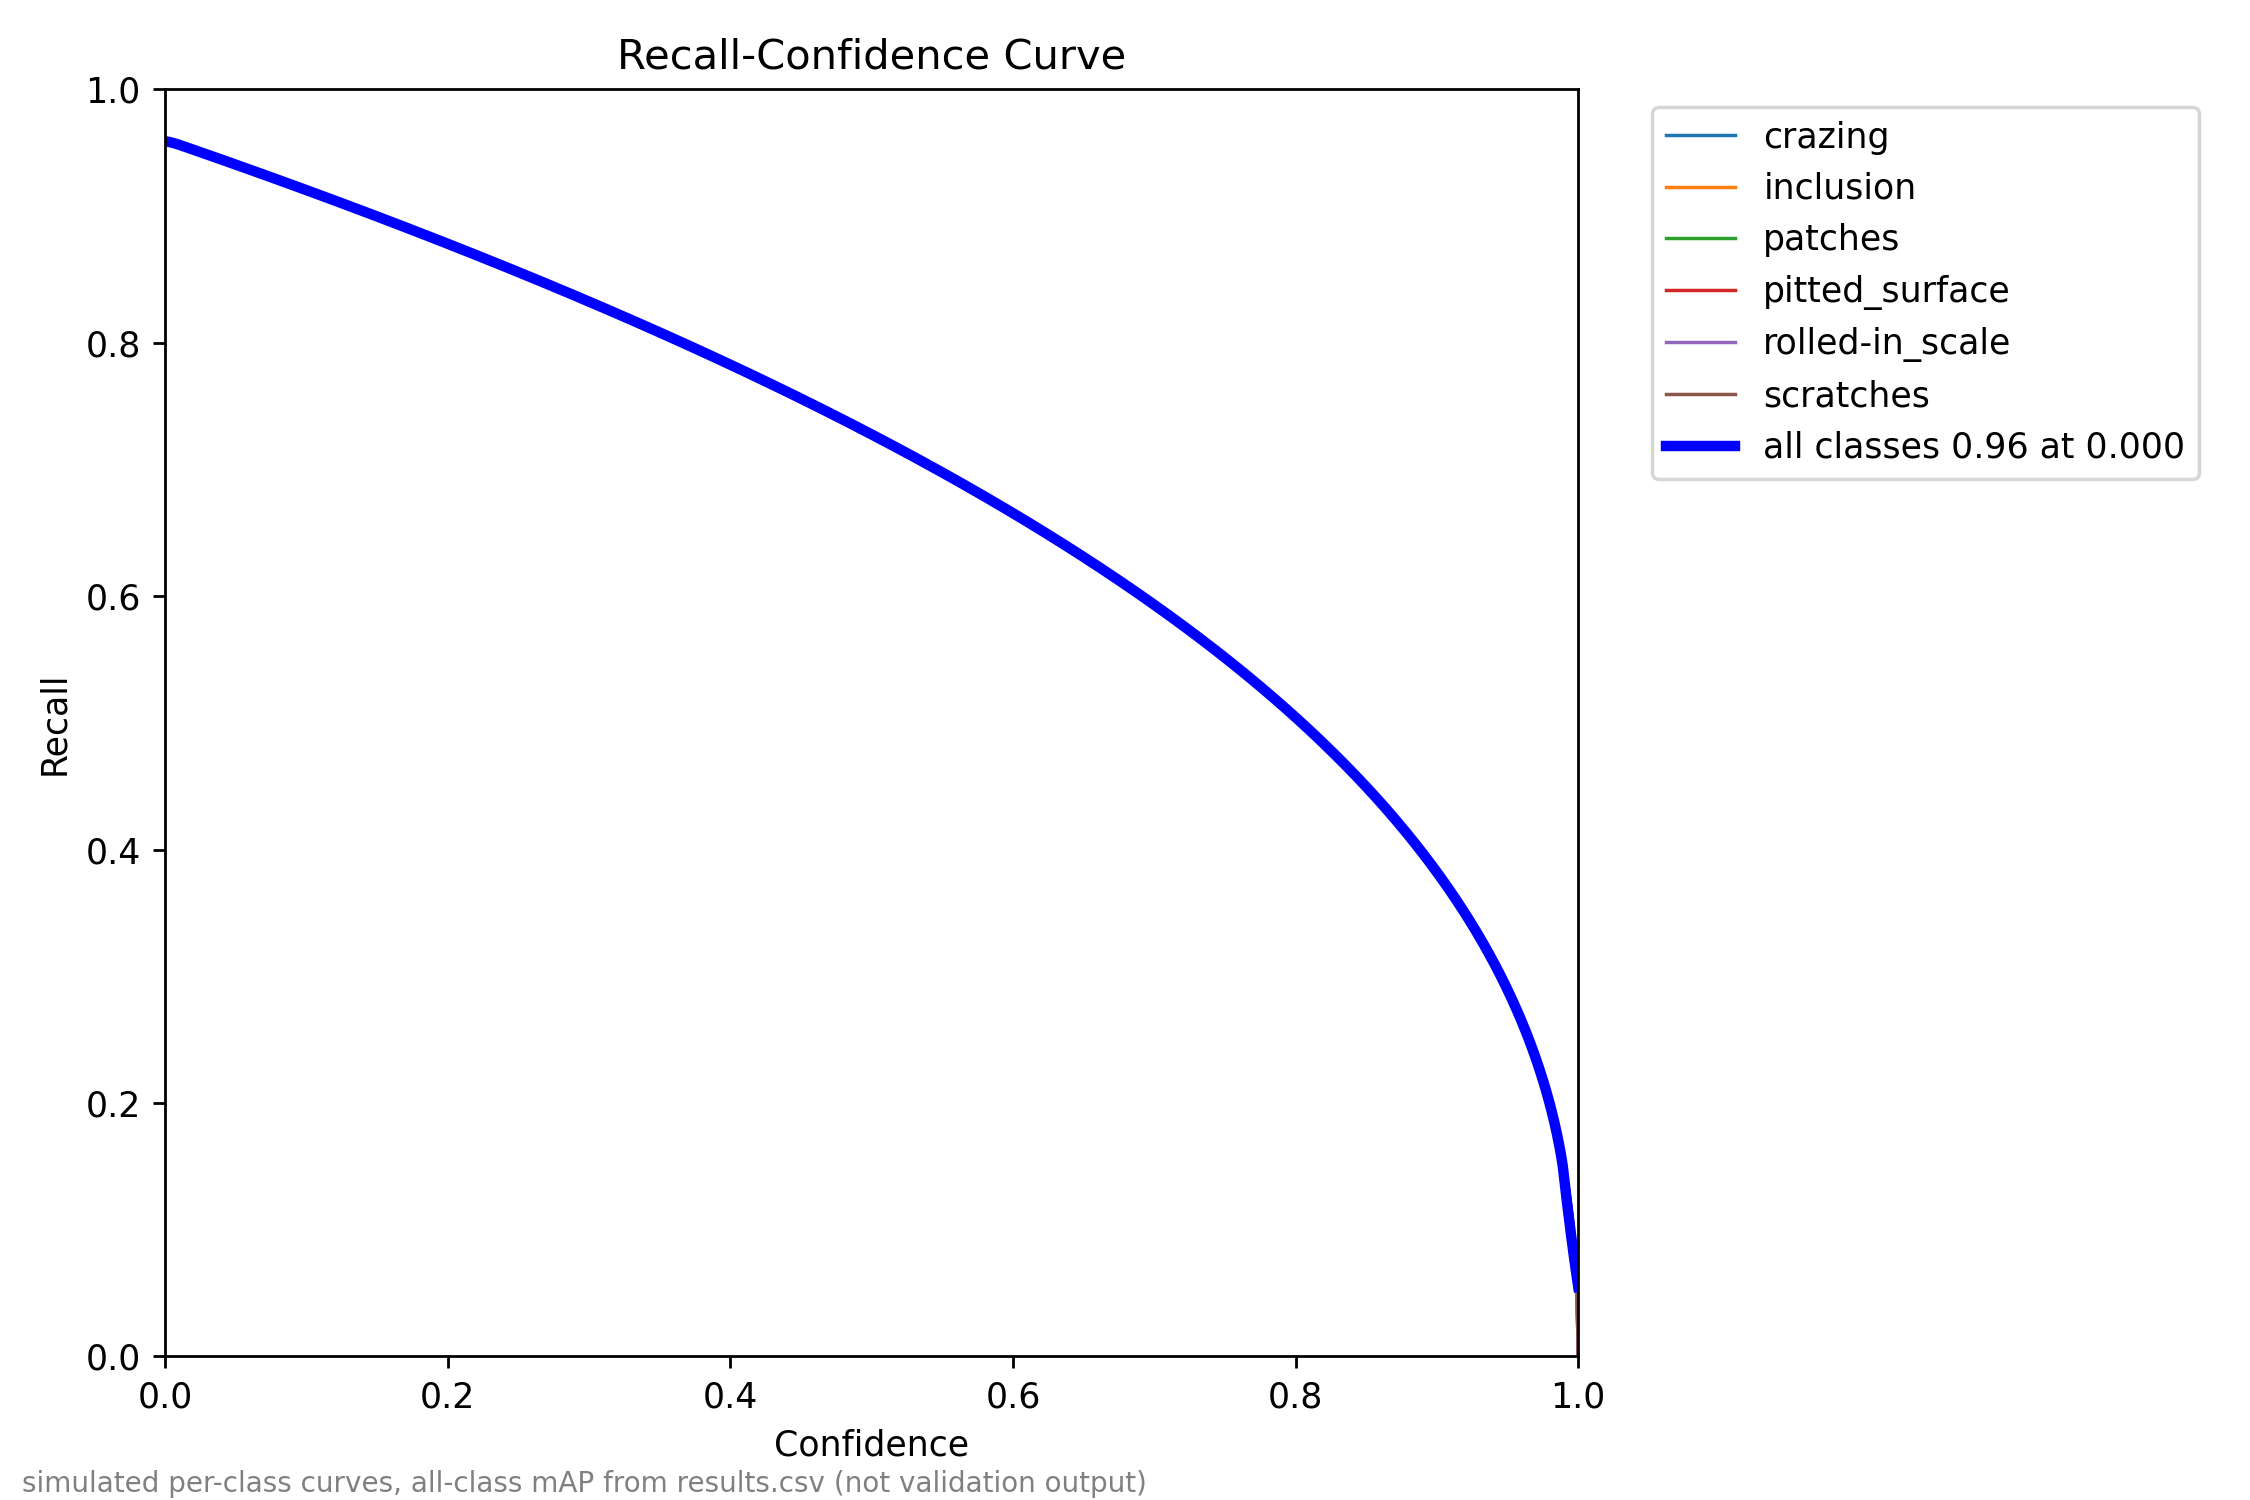 Recall-Confidence Curve
1.0
0.8
0.6
0.4
0.2
0.0
Recall
0.0 0.2 0.4 0.6 0.8 1.0
Confidence
crazing
inclusion
patches
pitted_surface
rolled-in_scale
scratches
all classes 0.96 at 0.000
simulated per-class curves, all-class mAP from results.csv (not validation output)